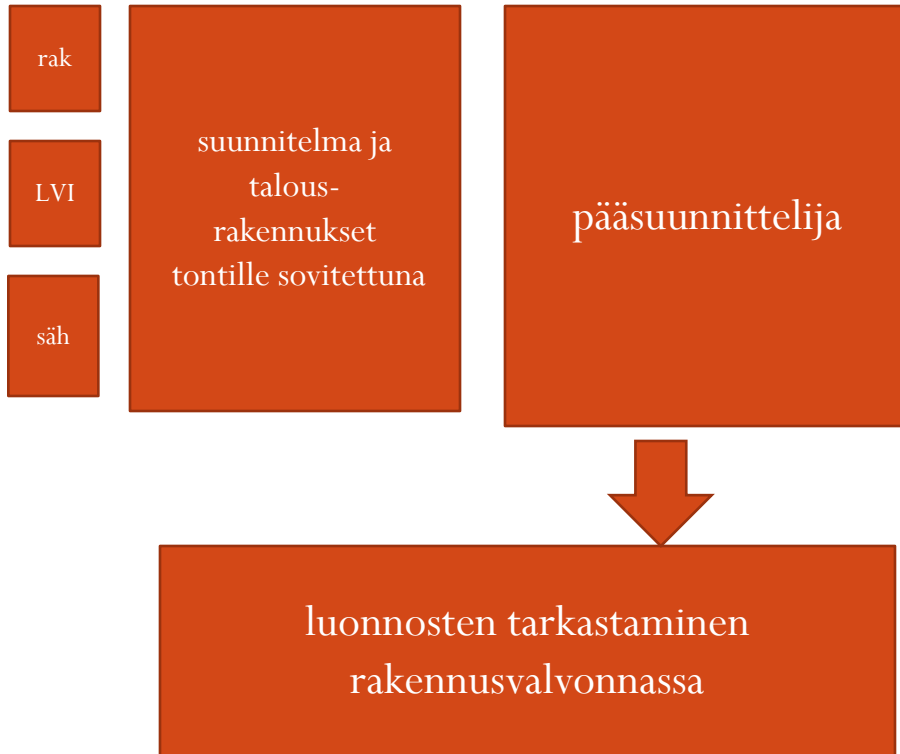 rak
LVI
säh
suunnitelma ja
talous-
rakennukset
tontille sovitettuna
pääsuunnittelija
luonnosten tarkastaminen
rakennusvalvonnassa